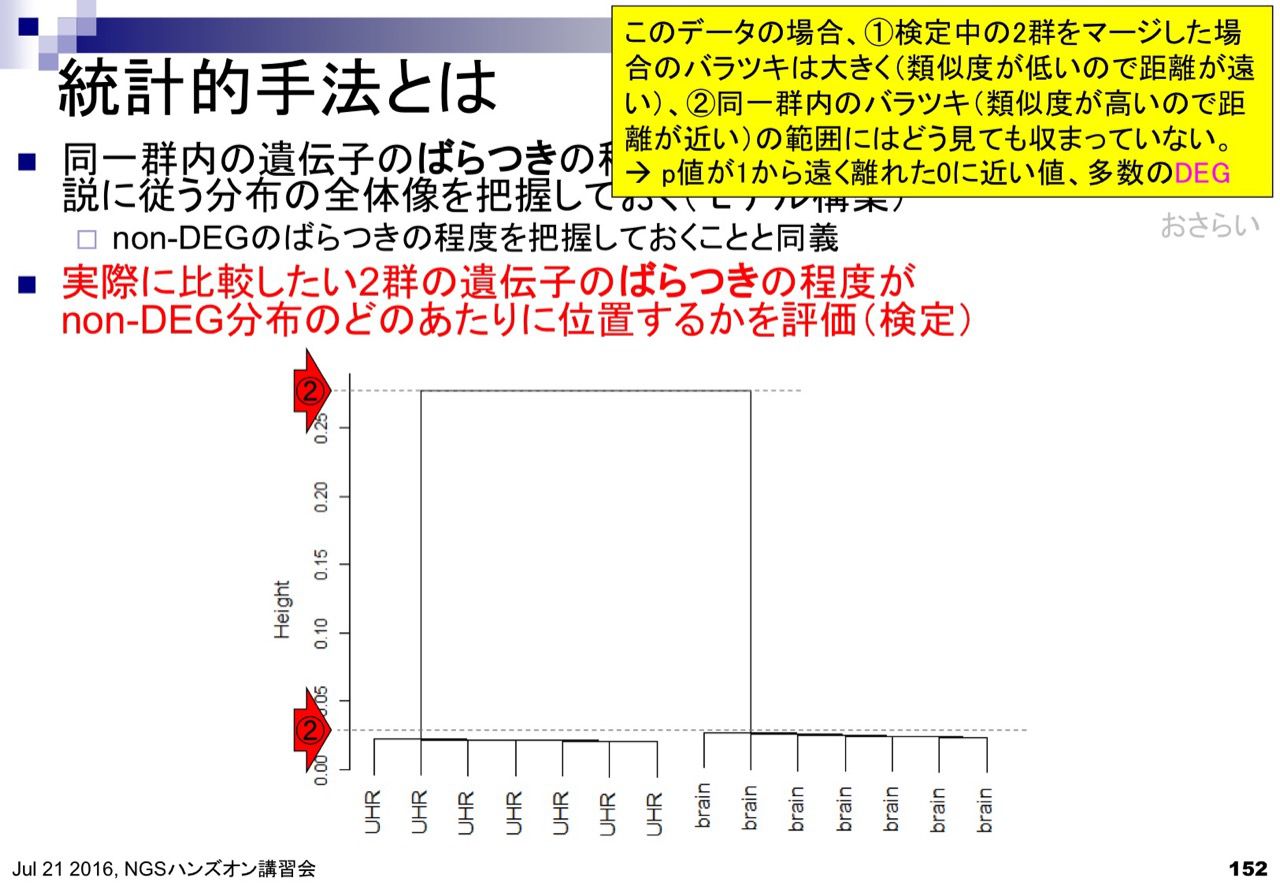 統計的手法とは
このデータの場合、①検定中の2群をマージした場
合のバラツキは大きく（類似度が低いので距離が遠
い）、②同一群内のバラツキ（類似度が高いので距
離が近い）の範囲にはどう見ても収まっていない。
→ p値が1から遠く離れた0に近い値、多数のDEG
おさらい
同一群内の遺伝子のばらつきの
説に従う分布の全体像を把握しておく（モデル構築）
non-DEGのばらつきの程度を把握しておくことと同義
実際に比較したい2群の遺伝子のばらつきの程度が
non-DEG分布のどのあたりに位置するかを評価（検定）
②
②
Height
0.25
0.20
0.15
0.10
0.05
0.00
UHR
UHR
UHR
UHR
UHR
UHR
UHR
brain
brain
brain
brain
brain
brain
brain
Jul 21 2016, NGSハンズオン講習会
152